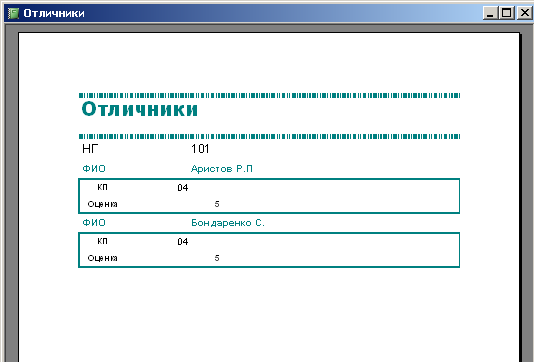 Отличники
Отличники
НГ 101
ФИО Аристов Р.П
КП 04
Оценка 5
ФИО Бондаренко С.
КП 04
Оценка 5